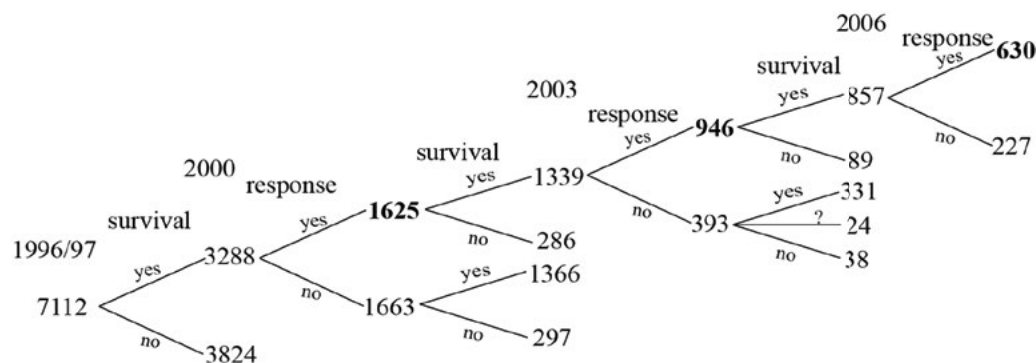 2006
response
yes
630
survival
yes
857
no
227
2003
response
yes
946
no
89
survival
yes
1339
no
393
yes
331
?
24
no
38
2000
response
yes
1625
no
286
survival
yes
3288
no
1663
yes
1366
no
297
1996/97
7112
no
3824